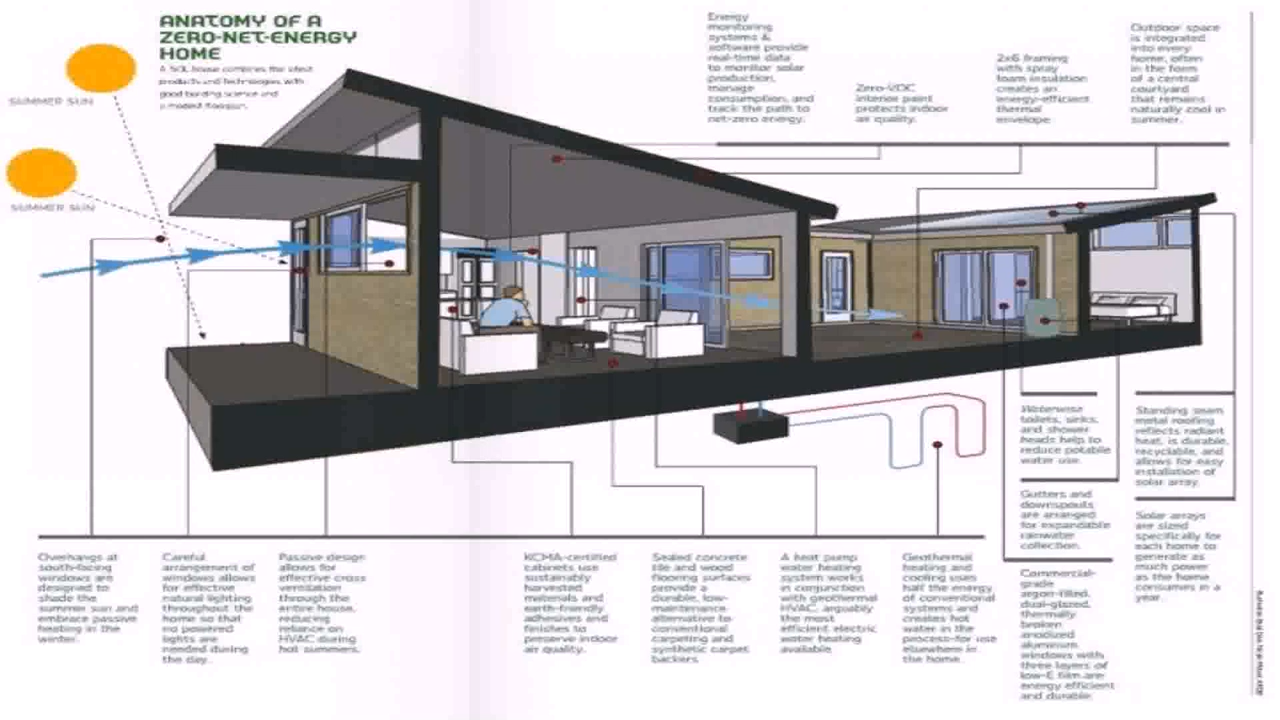 ANATOMY OF A
ZERO-NET-ENERGY
HOME
A SOL house combines the latest
products and technologies with
good building science and
a modest footprint.
SUMMER SUN
SUMMER SUN
Energy
monitoring
systems &
software provide
real-time data
to monitor solar
production,
manage
consumption, and
track the path to
net-zero energy.
Zero-VOC
interior paint
protects indoor
air quality.
2x6 framing
with spray
foam insulation
creates an
energy-efficient
thermal
envelope.
Outdoor space
is integrated
into every
home, often
in the form
of a central
courtyard
that remains
naturally cool in
summer.
Overhangs at
south-facing
windows are
designed to
shade the
summer sun and
embrace passive
heating in the
winter.
Careful
arrangement of
windows allows
for effective
natural lighting
throughout the
home so that
no powered
lights are
needed during
the day.
Passive design
allows for
effective cross
ventilation
through the
entire house,
reducing
reliance on
HVAC during
hot summers.
KCMA-certified
cabinets use
sustainably
harvested
materials and
earth-friendly
adhesives and
finishes to
preserve indoor
air quality.
Sealed concrete
tile and wood
flooring surfaces
provide a
durable, low-
maintenance
alternative to
conventional
carpeting and
synthetic carpet
backers.
A heat pump
water heating
system works
in conjunction
with geothermal
HVAC, arguably
the most
efficient electric
water heating
available.
Geothermal
heating and
cooling uses
half the energy
of conventional
systems and
creates hot
water in the
process-for use
elsewhere in
the home.
Waterwise
toilets, sinks,
and shower
heads help to
reduce potable
water use.
Gutters and
downspouts
are arranged
for expandable
rainwater
collection.
Commercial-
grade
argon-filled,
dual-glazed,
thermally
broken
anodized
aluminum
windows with
three layers of
low-E film are
energy efficient
and durable.
Standing seam
metal roofing
reflects radiant
heat, is durable,
recyclable, and
allows for easy
installation of
solar array.
Solar arrays
are sized
specifically for
each home to
generate as
much power
as the home
consumes in a
year.